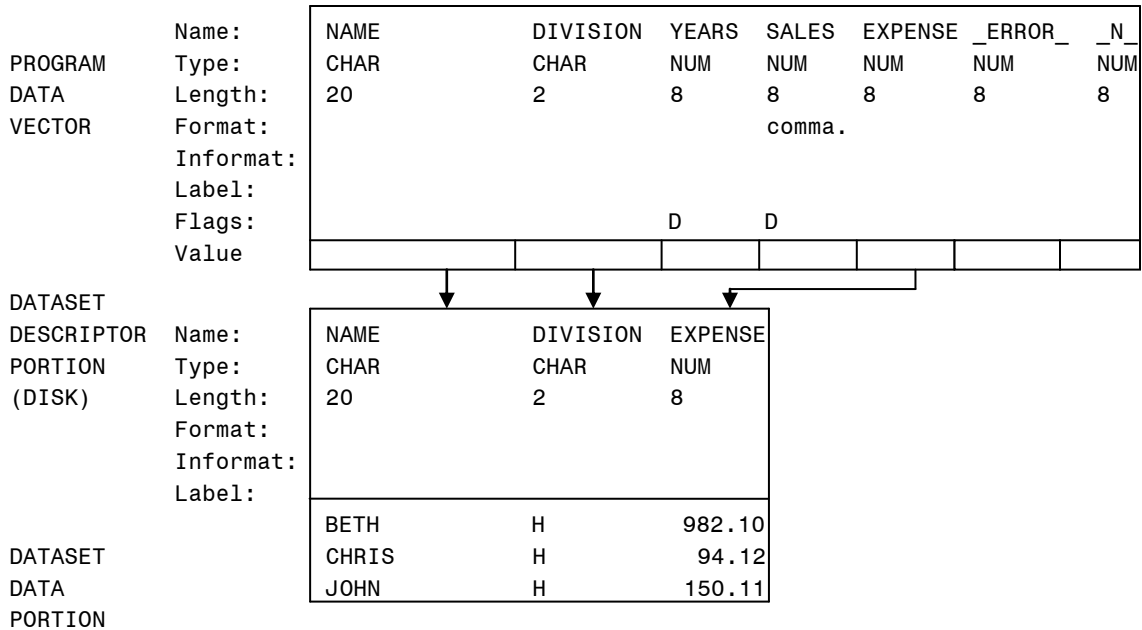 Name: NAME DIVISION YEARS SALES EXPENSE _ERROR_ _N_
PROGRAM Type: CHAR CHAR NUM NUM NUM NUM NUM
DATA Length: 20 2 8 8 8 8 8
VECTOR Format: comma.
Informat:
Label:
Flags: D D
Value
DATASET
DESCRIPTOR Name: NAME DIVISION EXPENSE
PORTION Type: CHAR CHAR NUM
(DISK) Length: 20 2 8
Format:
Informat:
Label:
BETH H 982.10
DATASET CHRIS H 94.12
DATA JOHN H 150.11
PORTION